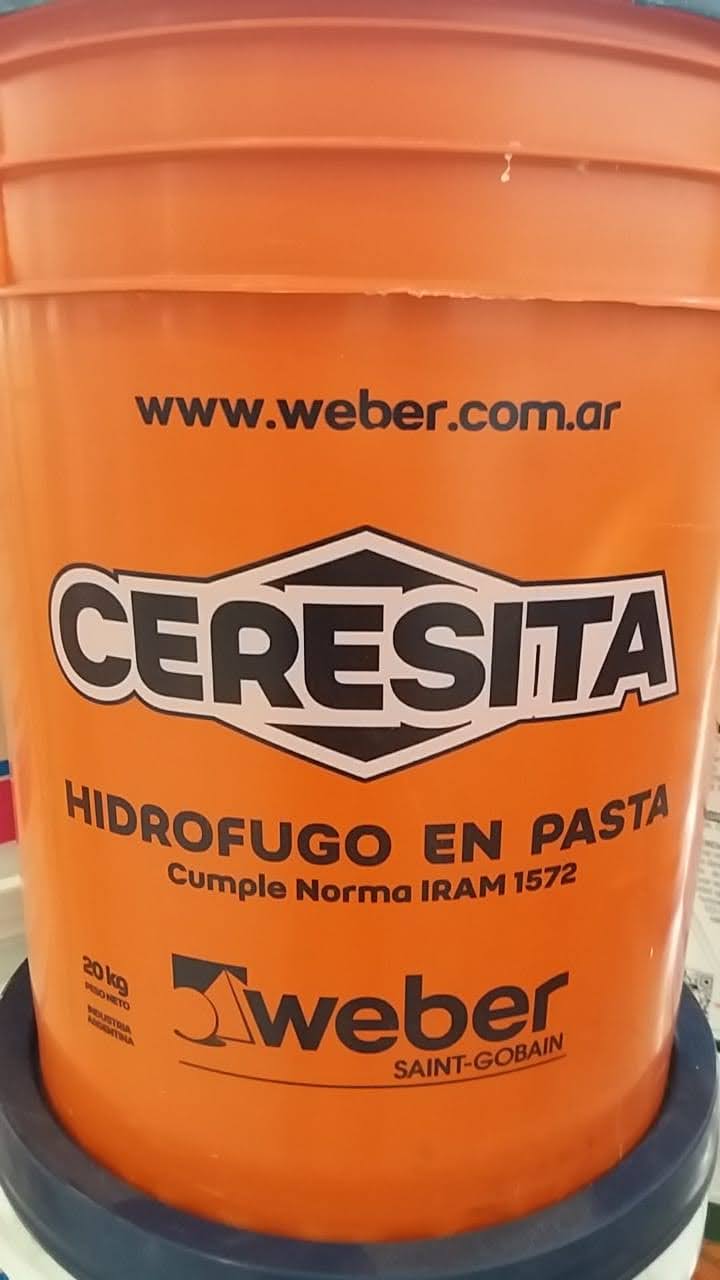 www.weber.com.ar
CERESITA
HIDROFUGO EN PASTA
Cumple Norma IRAM 1572
20 kg
PESO NETO
INDUSTRIA
ARGENTINA
weber
SAINT-GOBAIN